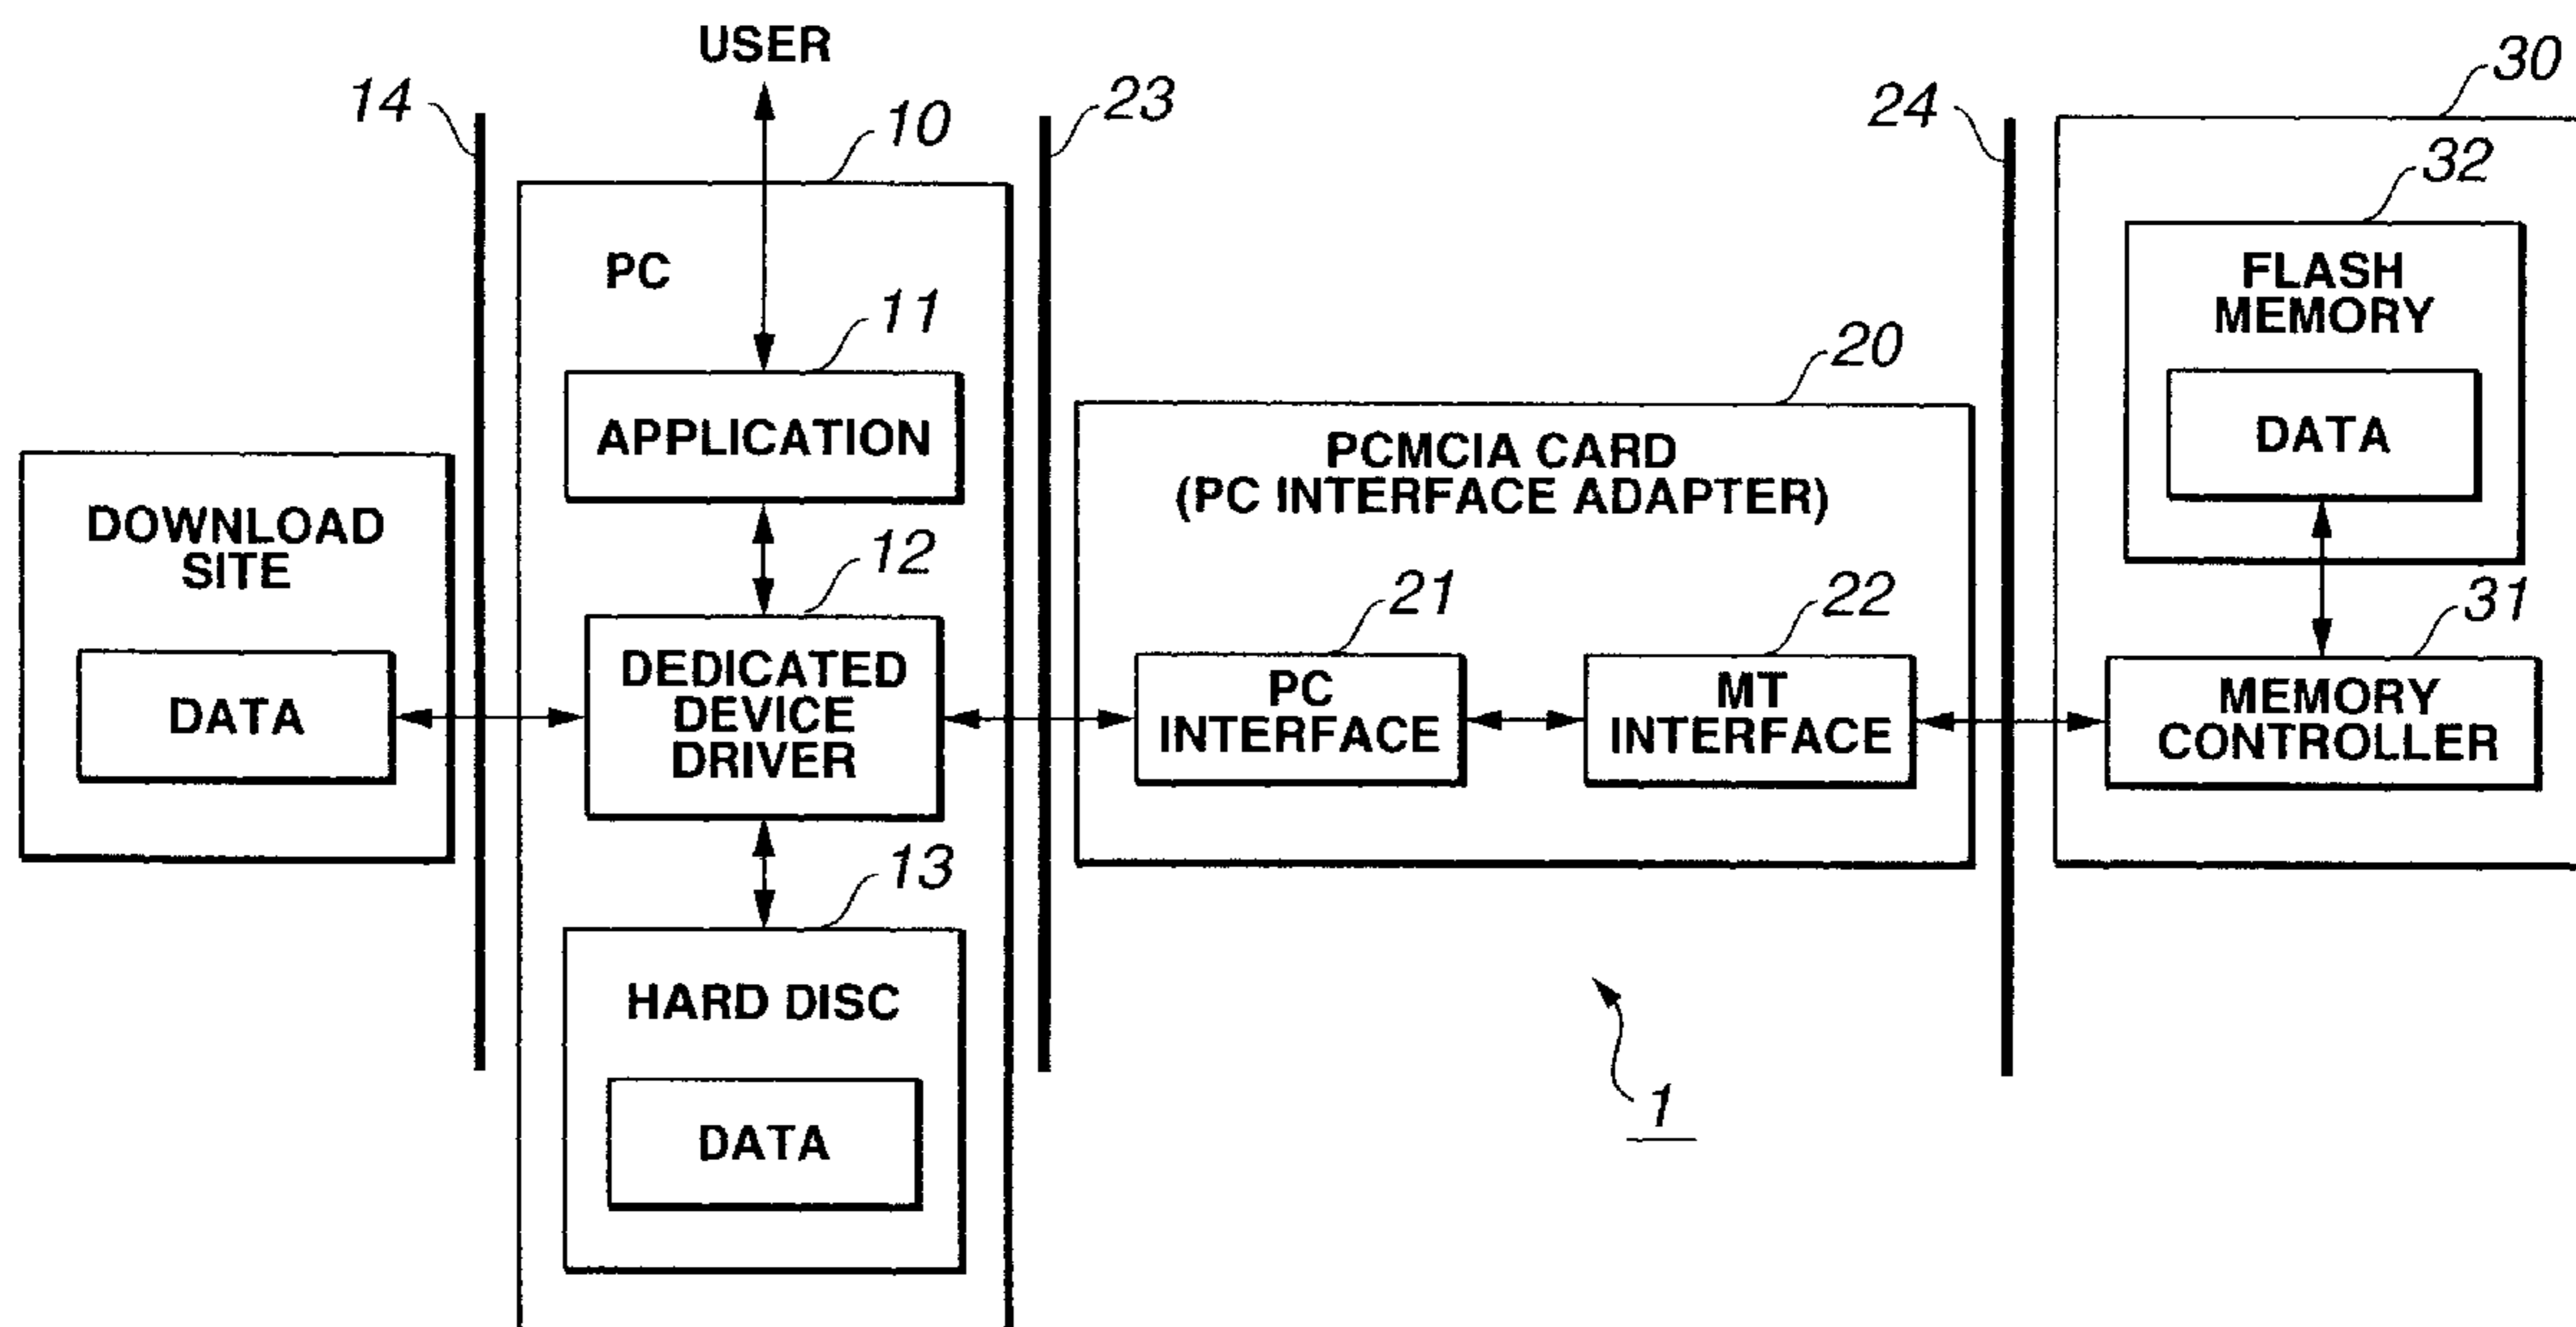 USER
14
10
23
24
30
32
PC
FLASH
MEMORY
11
20
DATA
APPLICATION
PCMCIA CARD
(PC INTERFACE ADAPTER)
DOWNLOAD
SITE
12
21
22
31
DATA
DEDICATED
DEVICE
DRIVER
PC
INTERFACE
MT
INTERFACE
MEMORY
CONTROLLER
13
HARD DISC
DATA
1